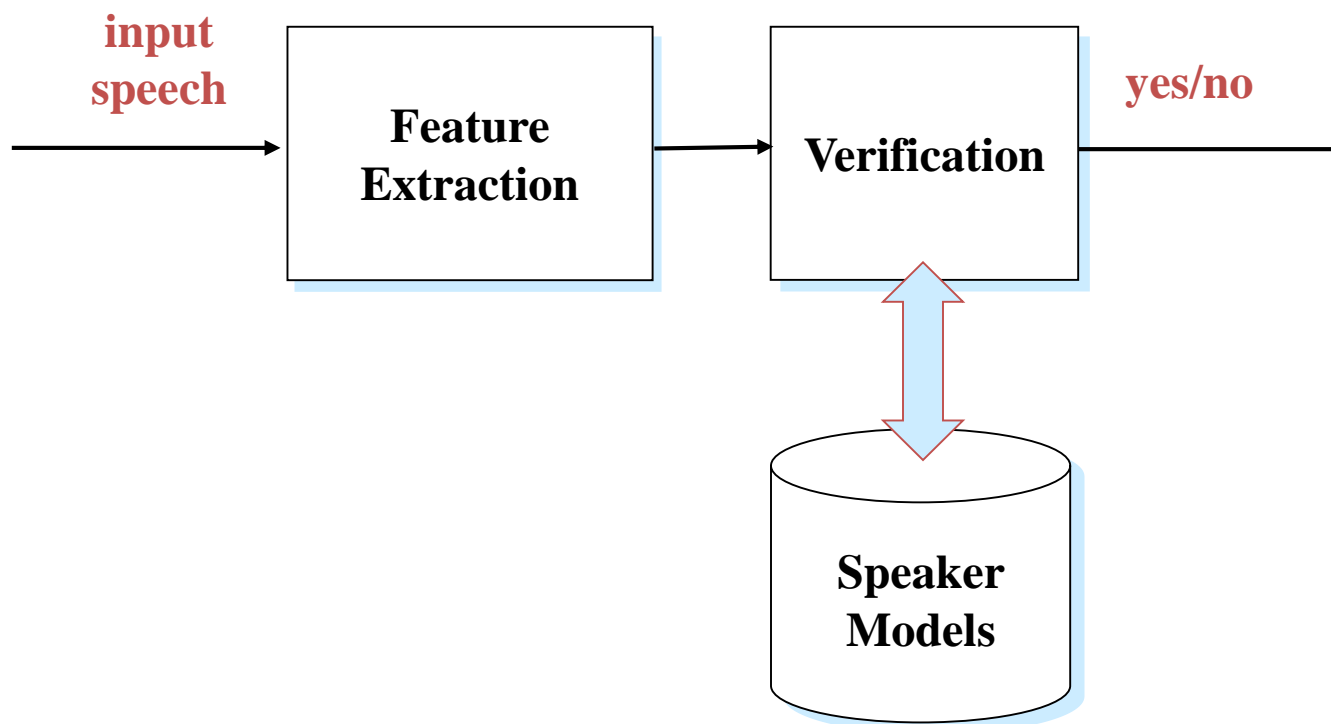 input
speech
Feature
Extraction
Verification
yes/no
Speaker
Models